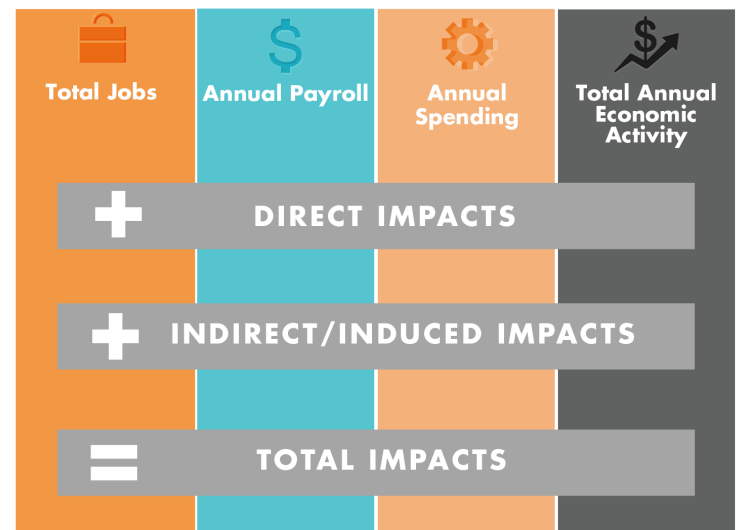 Total Jobs
Annual Payroll
Annual
Spending
$
Total Annual
Economic
Activity
+ DIRECT IMPACTS
+ INDIRECT/INDUCED IMPACTS
= TOTAL IMPACTS